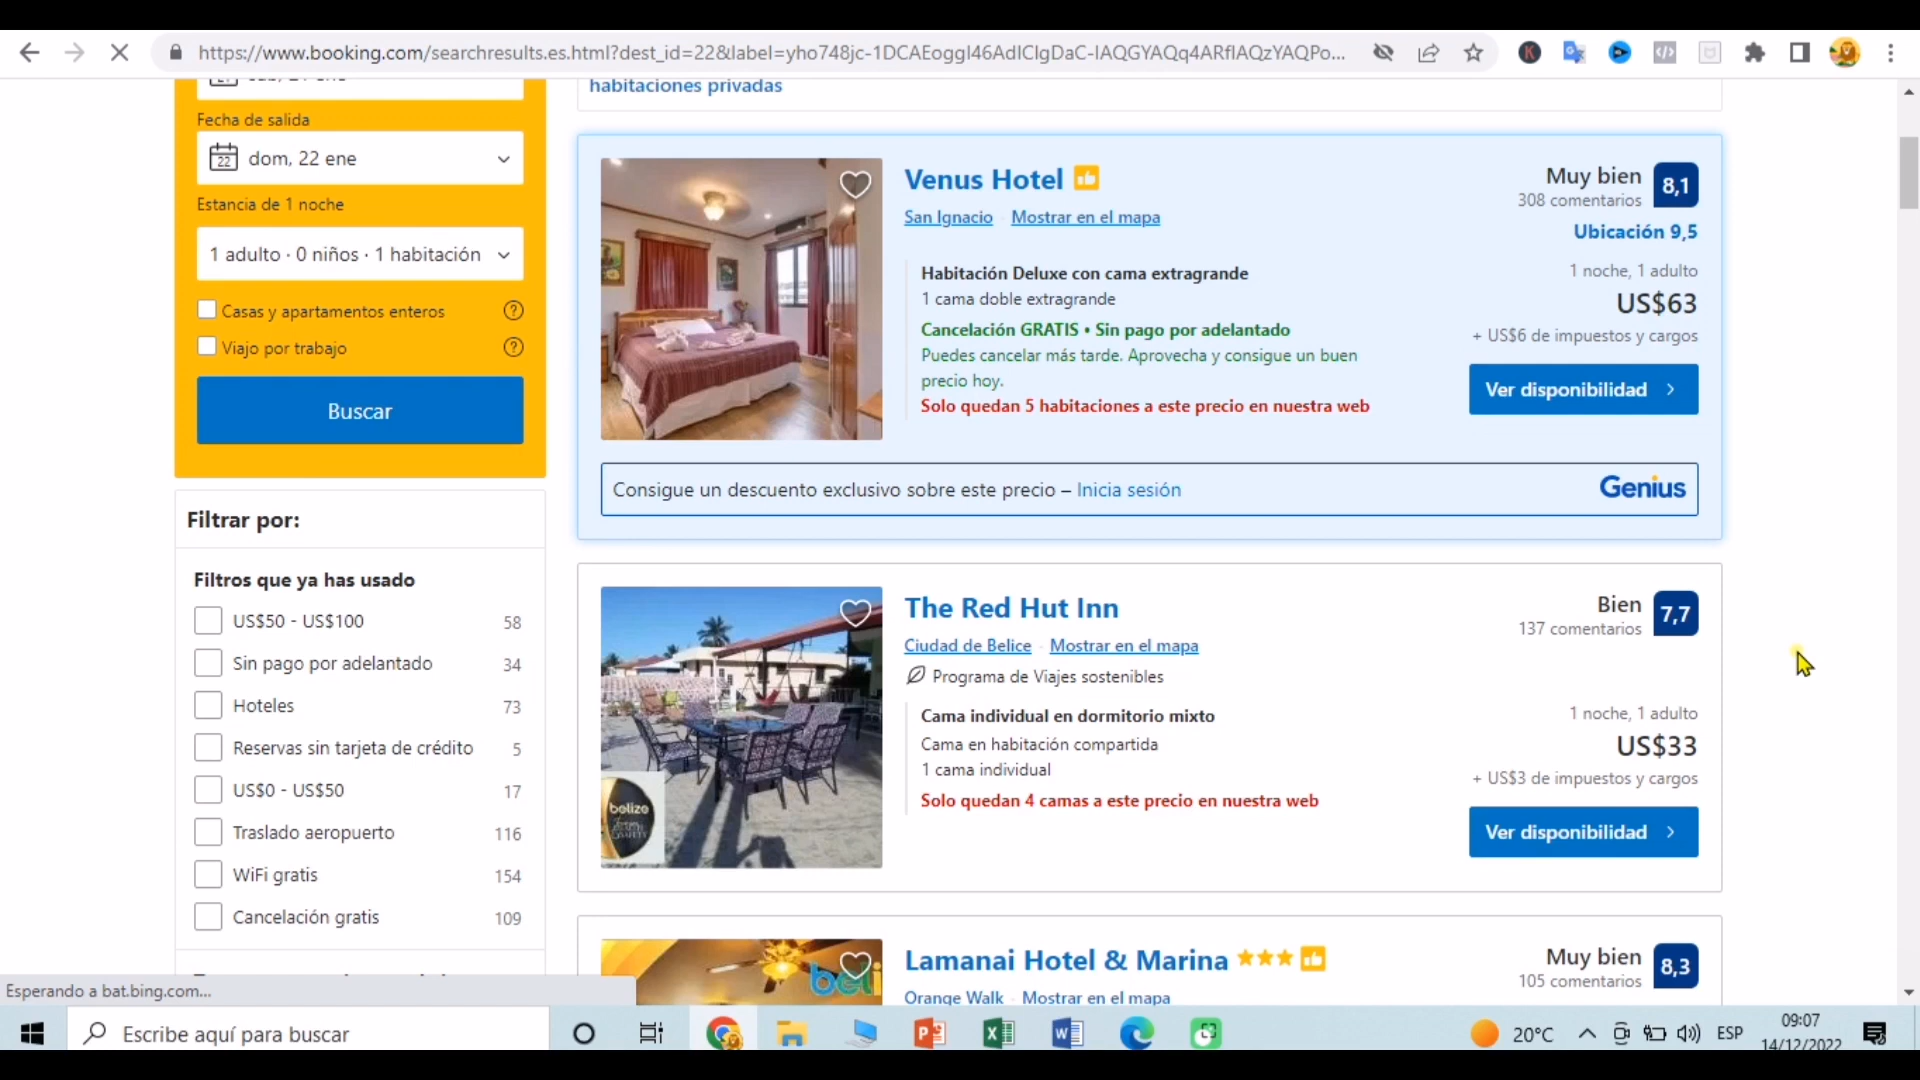 https://www.booking.com/searchresults.es.html?dest_id=22&label=yho748jc-1DCAEoggI46AdICIgDaC-IAQGYAQq4ARfIAQzYAQPo...
habitaciones privadas
Fecha de salida
22
dom, 22 ene
Estancia de 1 noche
1 adulto · 0 niños · 1 habitación
Casas y apartamentos enteros
Viajo por trabajo
Buscar
Filtrar por:
Filtros que ya has usado
US$50 - US$100 58
Sin pago por adelantado 34
Hoteles 73
Reservas sin tarjeta de crédito 5
US$0 - US$50 17
Traslado aeropuerto 116
WiFi gratis 154
Cancelación gratis 109
Venus Hotel
San Ignacio Mostrar en el mapa
Muy bien 8,1
308 comentarios
Ubicación 9,5
Habitación Deluxe con cama extragrande
1 cama doble extragrande
Cancelación GRATIS • Sin pago por adelantado
Puedes cancelar más tarde. Aprovecha y consigue un buen
precio hoy.
Solo quedan 5 habitaciones a este precio en nuestra web
1 noche, 1 adulto
US$63
+ US$6 de impuestos y cargos
Ver disponibilidad
Consigue un descuento exclusivo sobre este precio – Inicia sesión
Genius
The Red Hut Inn
Ciudad de Belice Mostrar en el mapa
Programa de Viajes sostenibles
Bien 7,7
137 comentarios
Cama individual en dormitorio mixto
Cama en habitación compartida
1 cama individual
Solo quedan 4 camas a este precio en nuestra web
1 noche, 1 adulto
US$33
+ US$3 de impuestos y cargos
Ver disponibilidad
belize
Lamanai Hotel & Marina
Orange Walk Mostrar en el mapa
Muy bien 8,3
105 comentarios
beli
Esperando a bat.bing.com...
Escribe aquí para buscar
20°C
ESP
09:07
14/12/2022